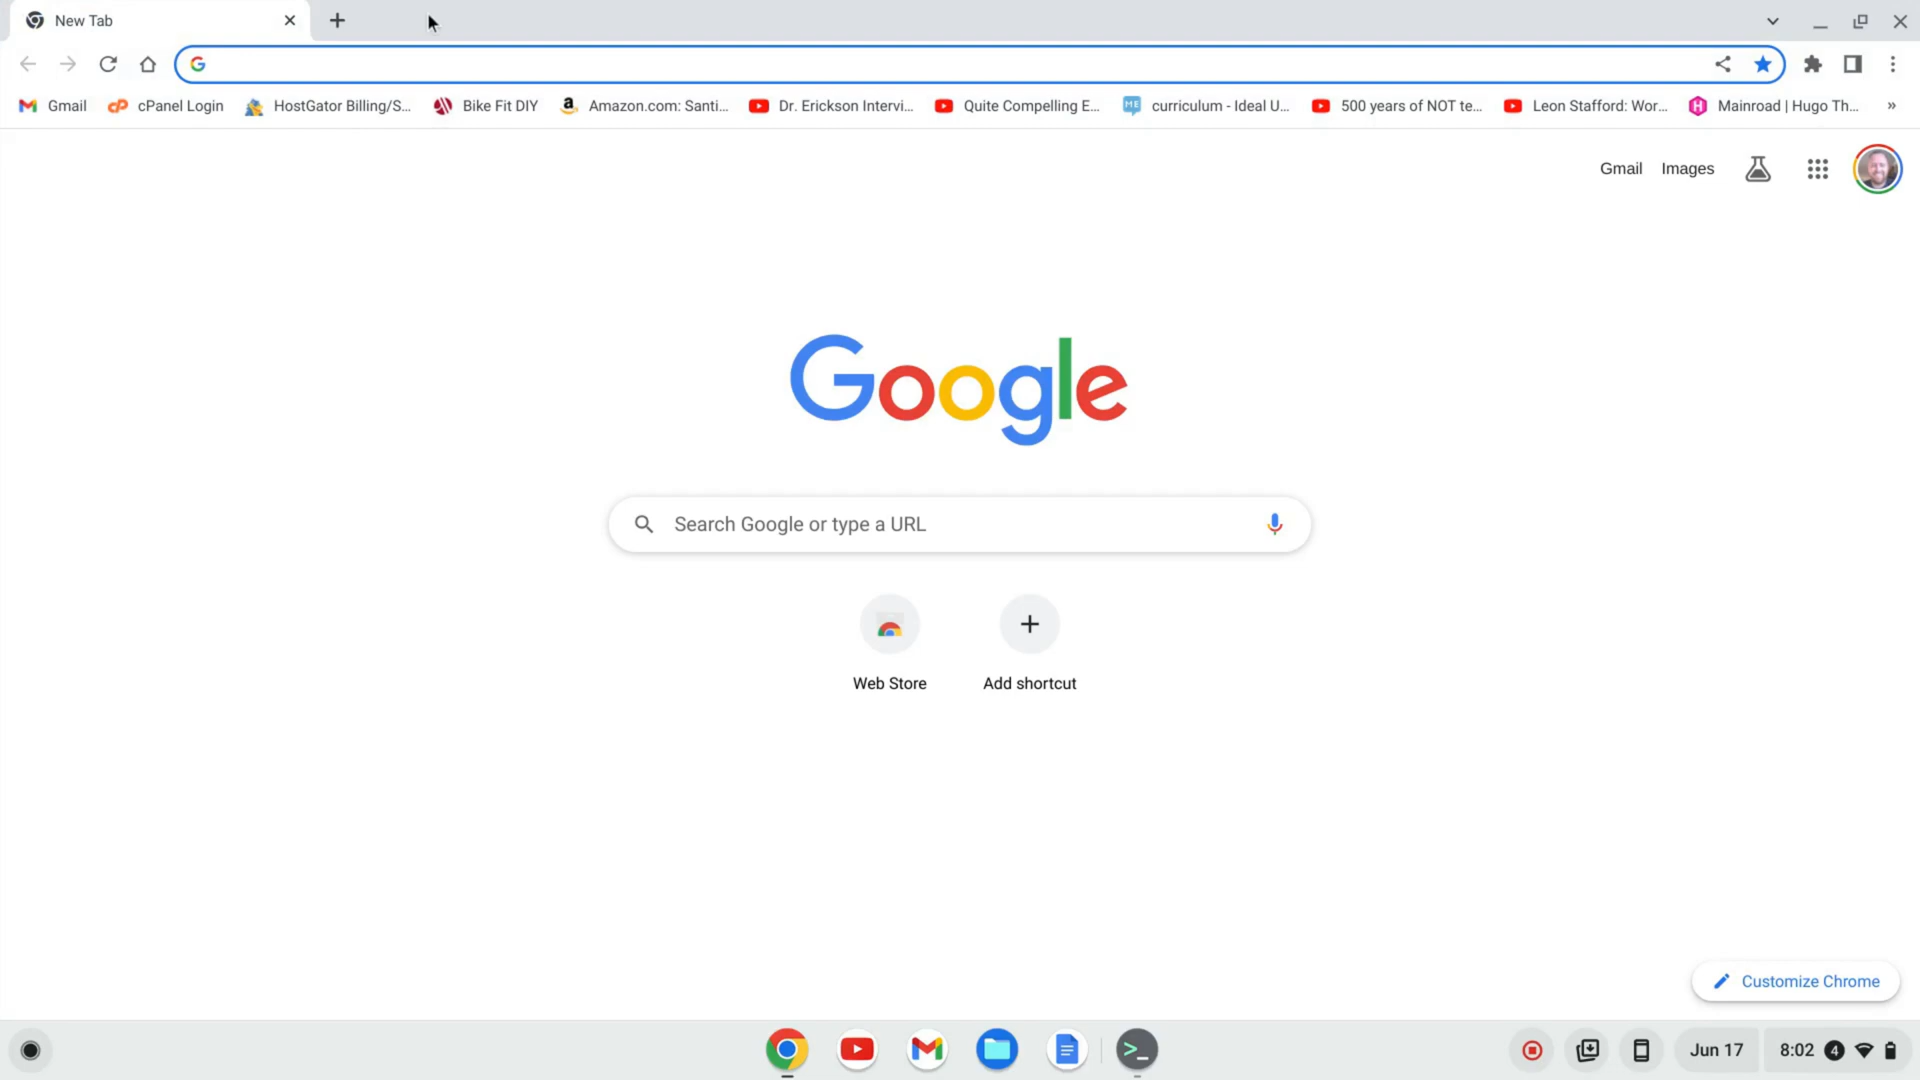 New Tab
Gmail
cPanel Login
HostGator Billing/S...
Bike Fit DIY
Amazon.com: Santi...
Dr. Erickson Intervi...
Quite Compelling E...
curriculum - Ideal U...
500 years of NOT te...
Leon Stafford: Wor...
Mainroad | Hugo Th...
Gmail
Images
Google
Search Google or type a URL
Web Store
Add shortcut
Customize Chrome
Jun 17
8:02
4